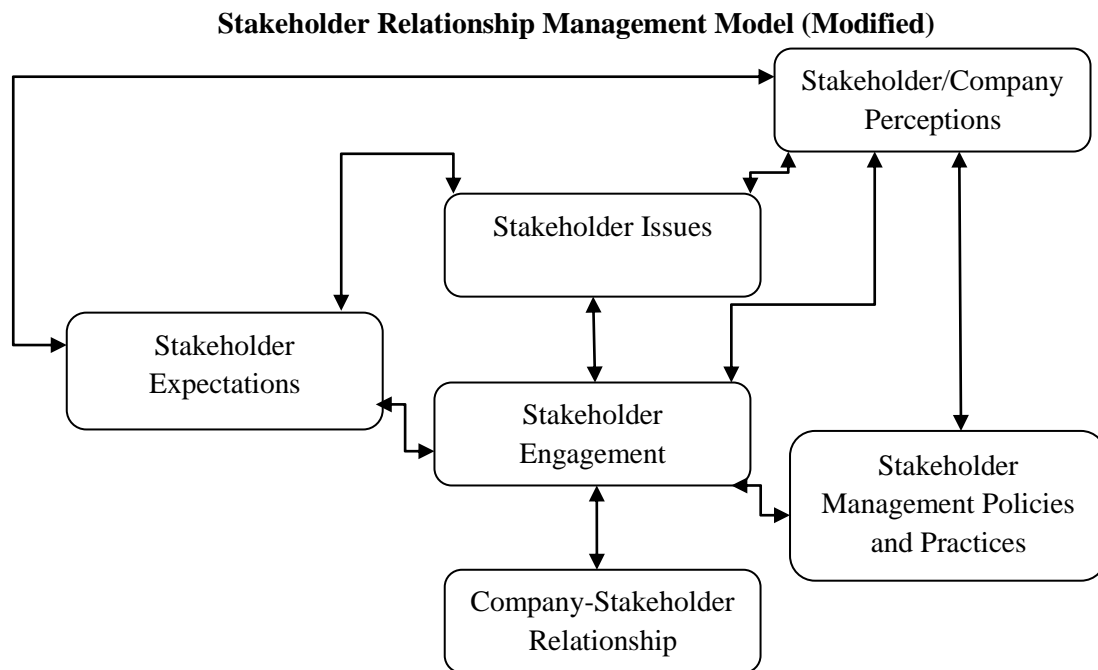 Stakeholder Relationship Management Model (Modified)
Stakeholder/Company
Perceptions
Stakeholder Issues
Stakeholder
Expectations
Stakeholder
Engagement
Stakeholder
Management Policies
and Practices
Company-Stakeholder
Relationship